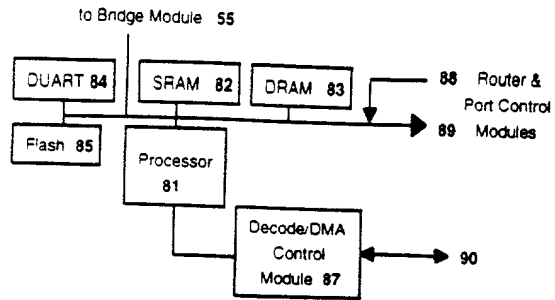 to Bridge Module 55
DUART 84
SRAM 82
DRAM 83
88 Router &
Port Control
89 Modules
Flash 85
Processor
81
Decode/DMA
Control
Module 87
90